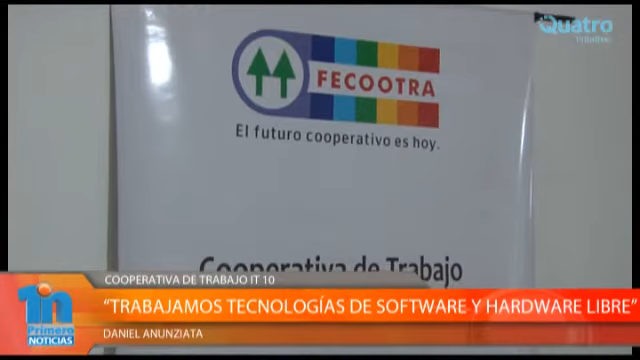 Quatro
FECOOTRA
El futuro cooperativo es hoy.
Cooperativa de Trabajo
COOPERATIVA DE TRABAJO IT 10
“TRABAJAMOS TECNOLOGÍAS DE SOFTWARE Y HARDWARE LIBRE”
DANIEL ANUNZIATA
1n
Primero
NOTICIAS